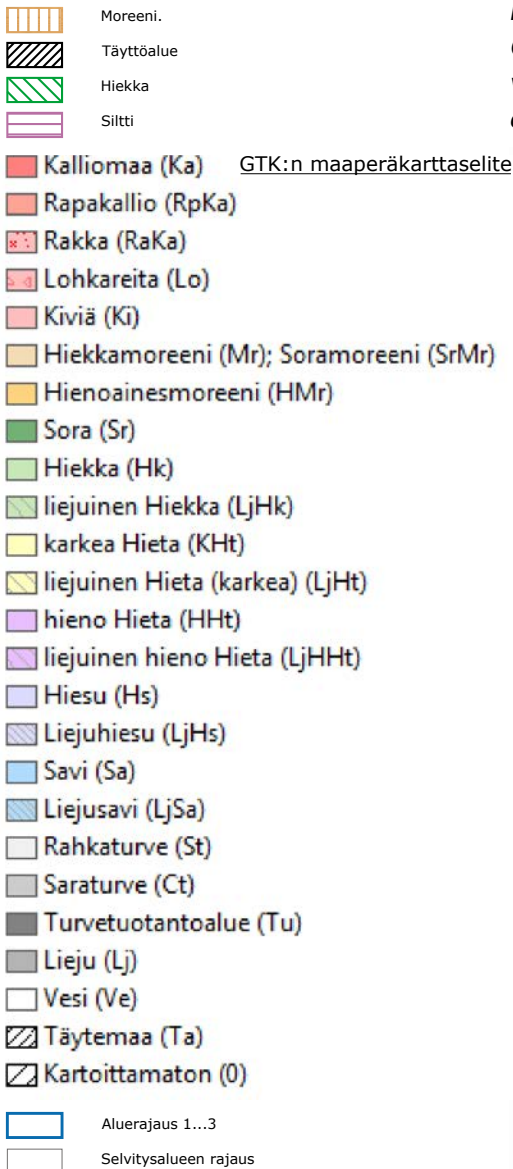 Moreeni.
Täyttöalue
Hiekka
Siltti
Kalliomaa (Ka) GTK:n maaperäkarttaselite
Rapakallio (RpKa)
Rakka (RaKa)
Lohkareita (Lo)
Kiviä (Ki)
Hiekkamoreeni (Mr); Soramoreeni (SrMr)
Hienoainesmoreeni (HMr)
Sora (Sr)
Hiekka (Hk)
liejuinen Hiekka (LjHk)
karkea Hieta (KHt)
liejuinen Hieta (karkea) (LjHt)
hieno Hieta (HHt)
liejuinen hieno Hieta (LjHHt)
Hiesu (Hs)
Liejuhiesu (LjHs)
Savi (Sa)
Liejusavi (LjSa)
Rahkaturve (St)
Saraturve (Ct)
Turvetuotantoalue (Tu)
Lieju (Lj)
Vesi (Ve)
Täytemaa (Ta)
Kartoittamaton (0)
Aluerajaus 1...3
Selvitysalueen rajaus